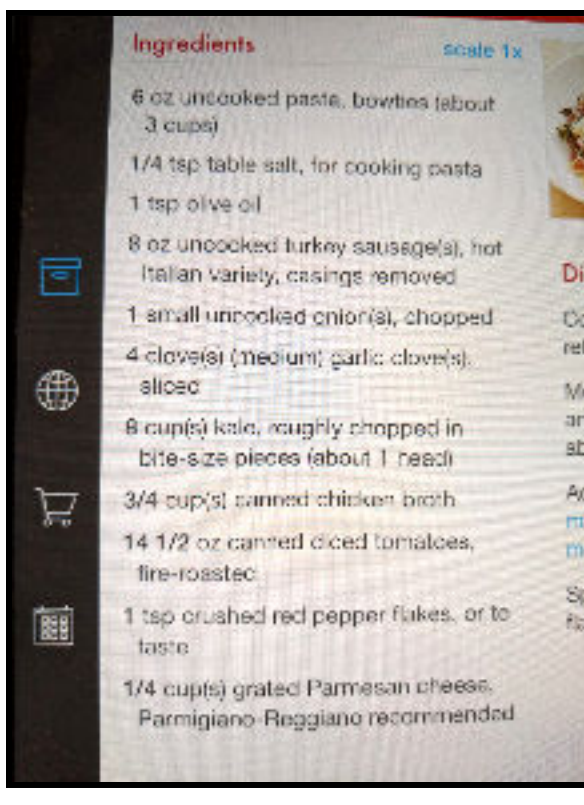 Ingredients
scale 1x
6 oz uncooked pasta, bowties (about
3 cups)
1/4 tsp table salt, for cooking pasta
1 tsp olive oil
8 oz uncooked turkey sausage(s), hot
Italian variety, casings removed
1 small uncooked onion(s), chopped
4 clove(s) (medium) garlic clove(s),
sliced
8 cup(s) kale, roughly chopped in
bite-size pieces (about 1 head)
3/4 cup(s) canned chicken broth
14 1/2 oz canned diced tomatoes,
fire-roasted
1 tsp crushed red pepper flakes, or to
taste
1/4 cup(s) grated Parmesan cheese,
Parmigiano-Reggiano recommended
Di